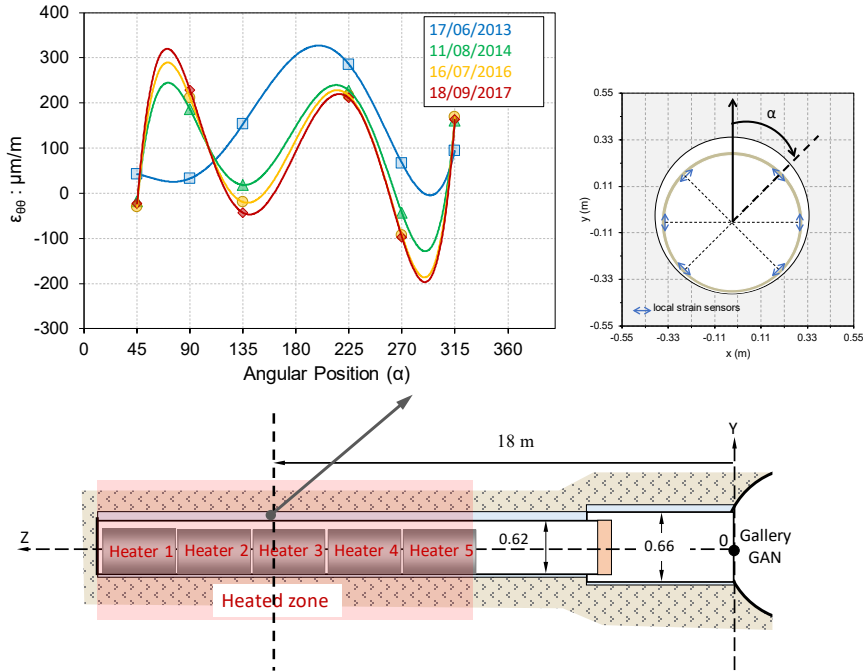 400
300
200
100
0
-100
-200
-300
ε_θθ : μm/m
17/06/2013
11/08/2014
16/07/2016
18/09/2017
0 45 90 135 180 225 270 315 360
Angular Position (α)
0.55
0.33
0.11
-0.11
-0.33
-0.55
y (m)
α
local strain sensors
-0.55 -0.33 -0.11 0.11 0.33 0.55
x (m)
18 m
Y
Z
Heater 1 Heater 2 Heater 3 Heater 4 Heater 5
0.62
0.66
0
Gallery
GAN
Heated zone